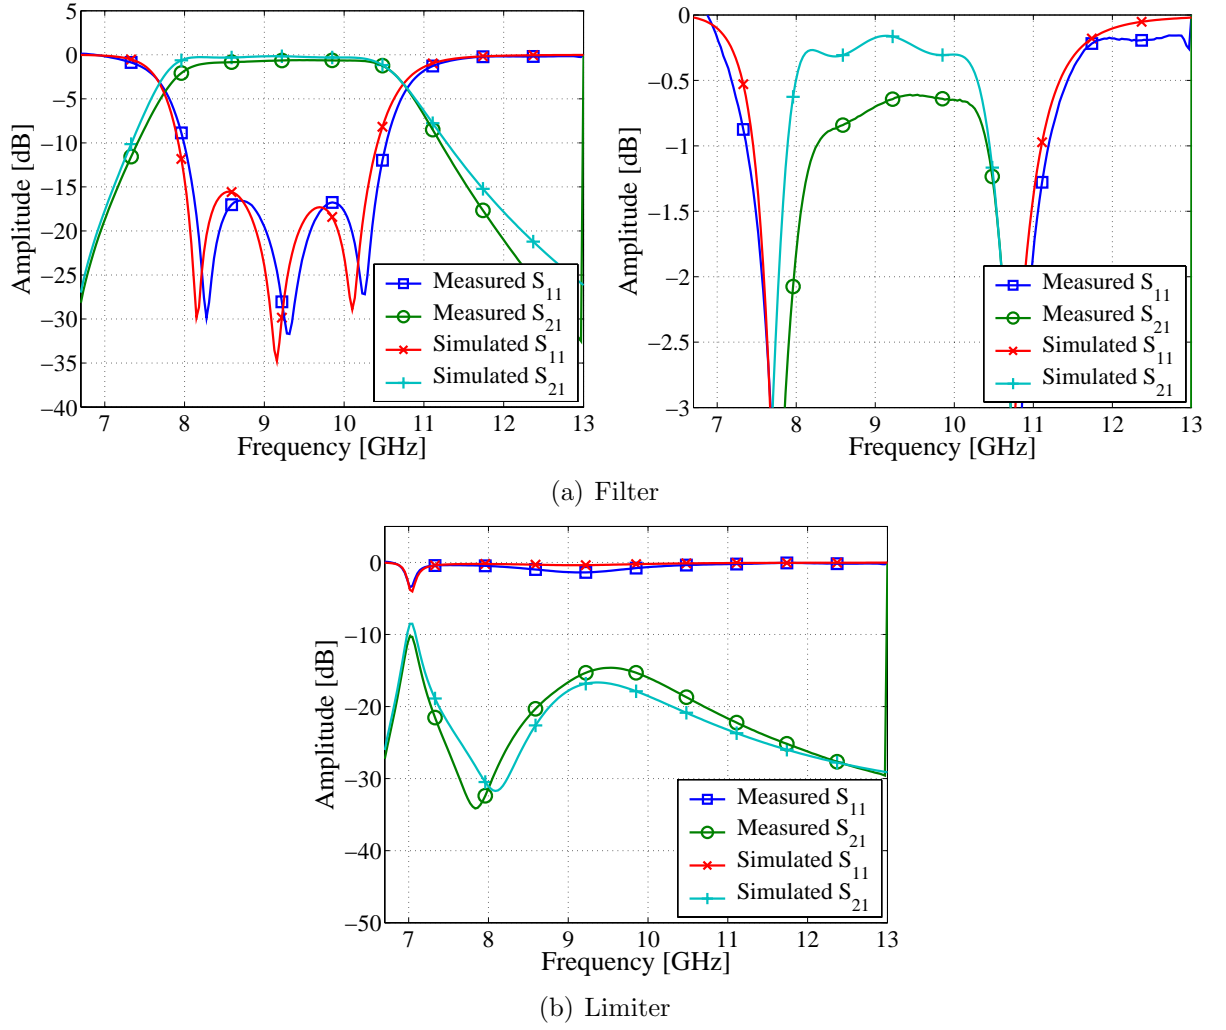 5
0
−5
−10
−15
−20
−25
−30
−35
−40
7
8
9
10
11
12
13
Amplitude [dB]
Frequency [GHz]
Measured S11
Measured S21
Simulated S11
Simulated S21
0
−0.5
−1
−1.5
−2
−2.5
−3
7
8
9
10
11
12
13
Amplitude [dB]
Frequency [GHz]
Measured S11
Measured S21
Simulated S11
Simulated S21
(a) Filter
0
−10
−20
−30
−40
−50
7
8
9
10
11
12
13
Amplitude [dB]
Frequency [GHz]
Measured S11
Measured S21
Simulated S11
Simulated S21
(b) Limiter